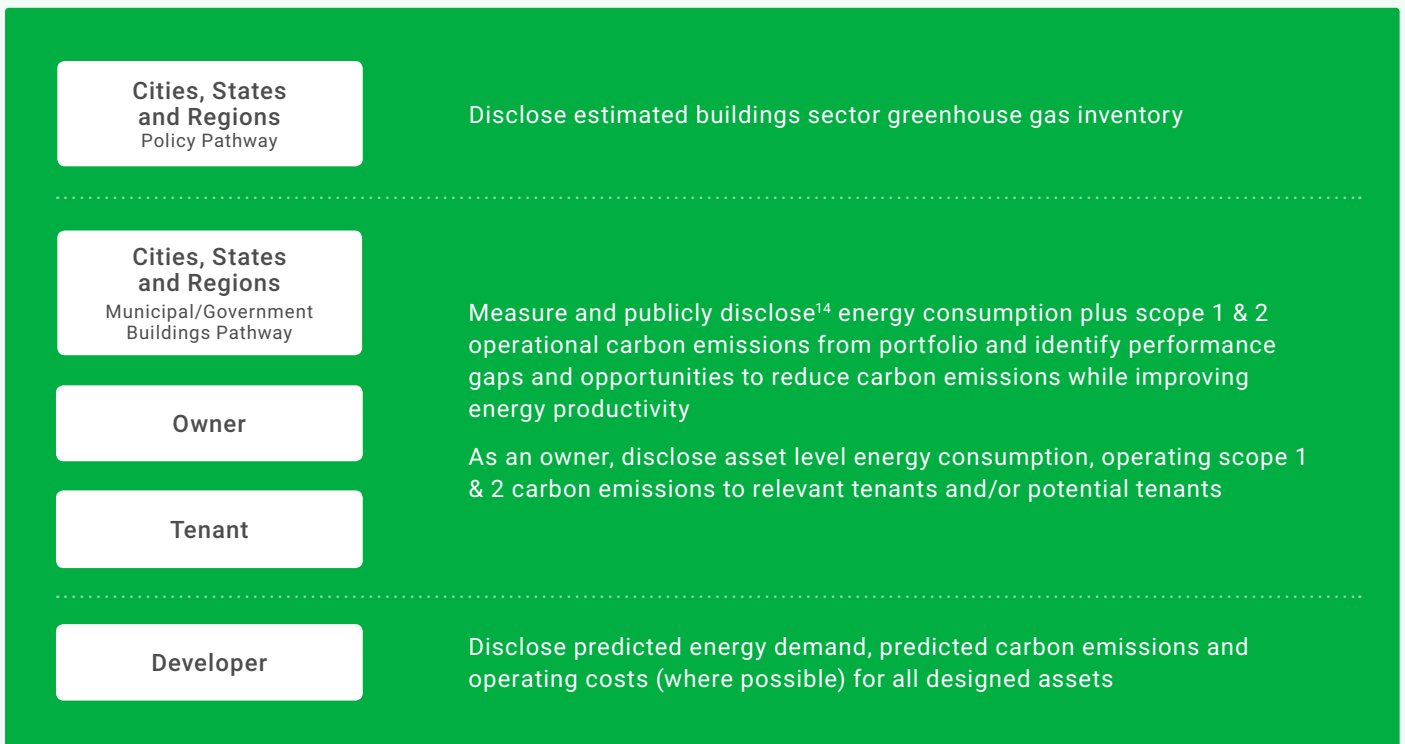 Cities, States
and Regions
Policy Pathway
Disclose estimated buildings sector greenhouse gas inventory
Cities, States
and Regions
Municipal/Government
Buildings Pathway
Owner
Tenant
Measure and publicly disclose¹⁴ energy consumption plus scope 1 & 2
operational carbon emissions from portfolio and identify performance
gaps and opportunities to reduce carbon emissions while improving
energy productivity
As an owner, disclose asset level energy consumption, operating scope 1
& 2 carbon emissions to relevant tenants and/or potential tenants
Developer
Disclose predicted energy demand, predicted carbon emissions and
operating costs (where possible) for all designed assets